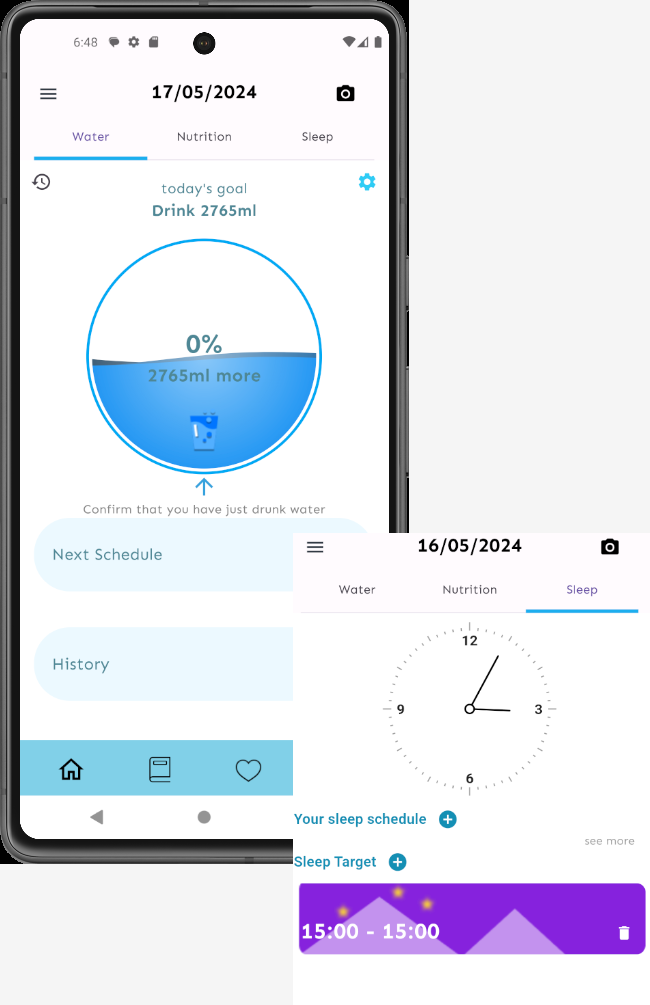 6:48
17/05/2024
Water Nutrition Sleep
today's goal
Drink 2765ml
0%
2765ml more
Confirm that you have just drunk water
Next Schedule
History
16/05/2024
Water Nutrition Sleep
12
9 3
6
Your sleep schedule
see more
Sleep Target
15:00 - 15:00